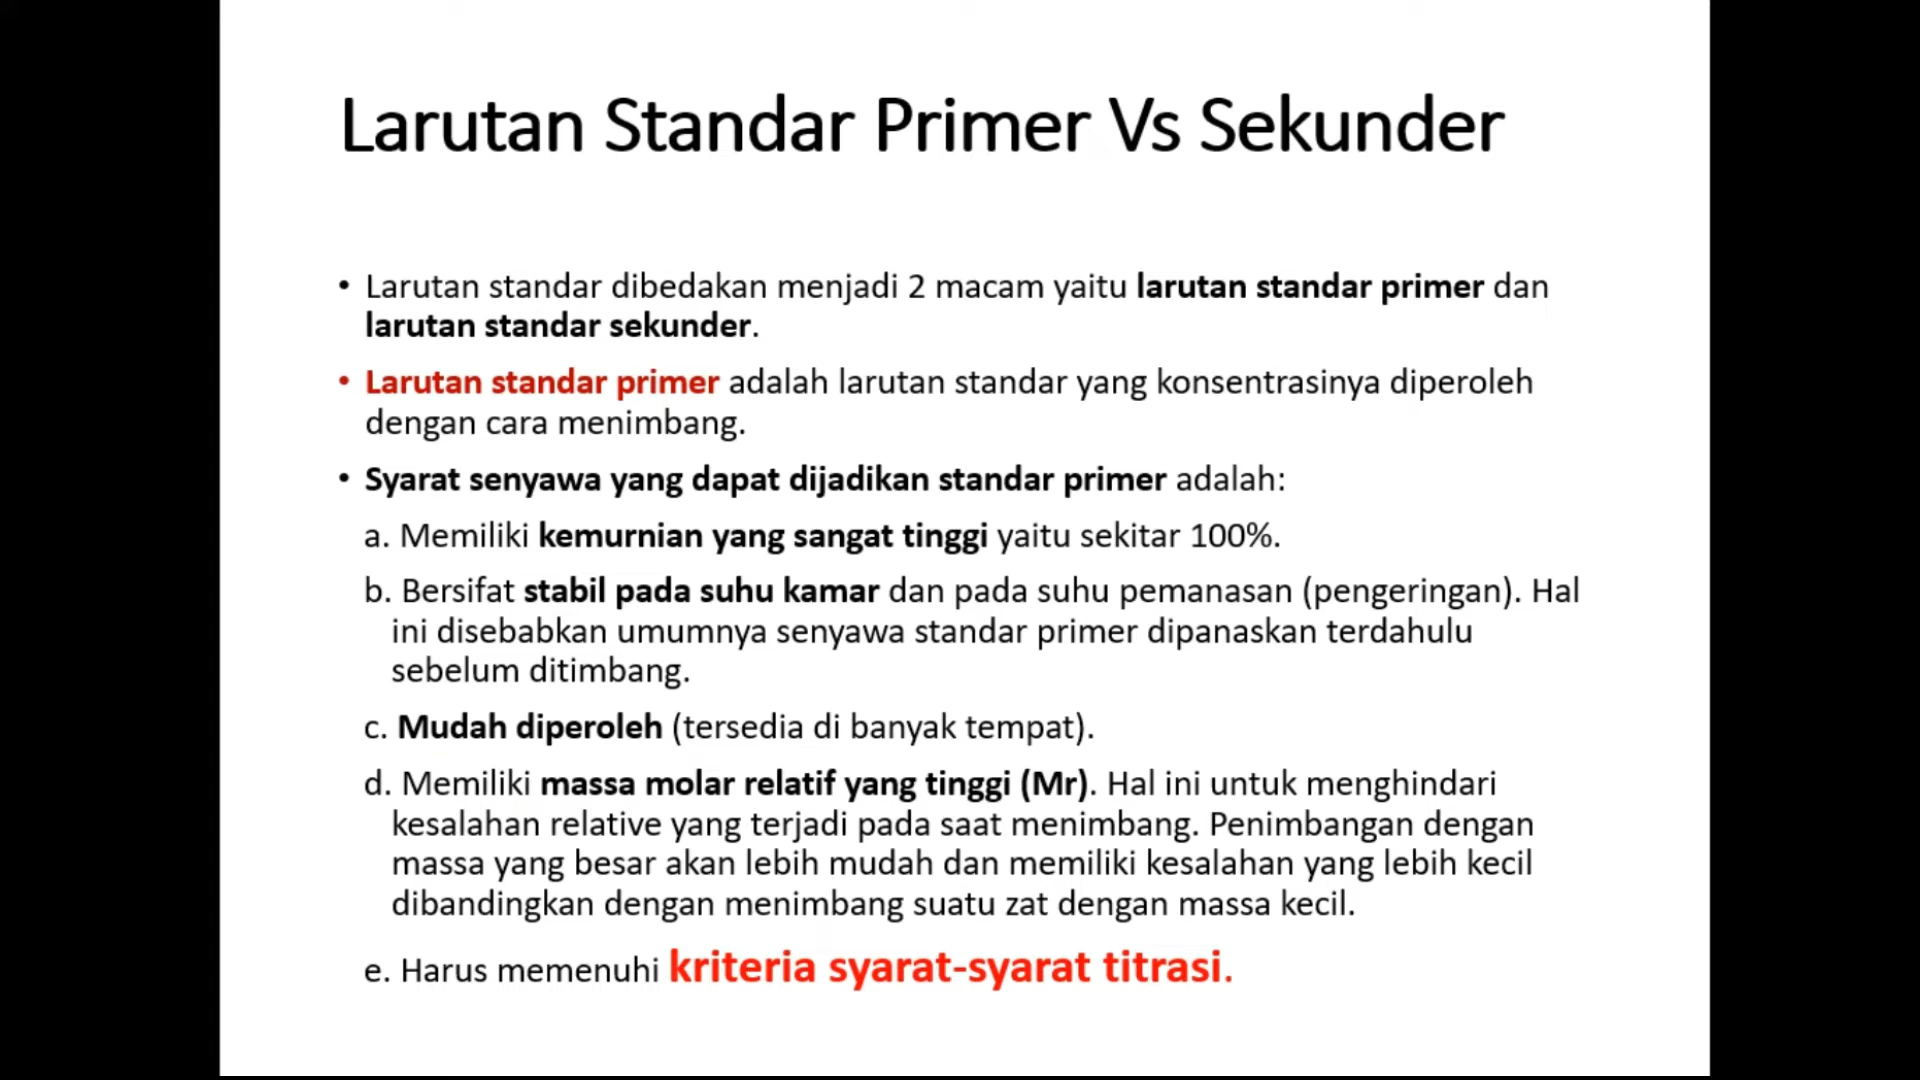 Larutan Standar Primer Vs Sekunder
• Larutan standar dibedakan menjadi 2 macam yaitu larutan standar primer dan
larutan standar sekunder.
• Larutan standar primer adalah larutan standar yang konsentrasinya diperoleh
dengan cara menimbang.
• Syarat senyawa yang dapat dijadikan standar primer adalah:
a. Memiliki kemurnian yang sangat tinggi yaitu sekitar 100%.
b. Bersifat stabil pada suhu kamar dan pada suhu pemanasan (pengeringan). Hal
ini disebabkan umumnya senyawa standar primer dipanaskan terdahulu
sebelum ditimbang.
c. Mudah diperoleh (tersedia di banyak tempat).
d. Memiliki massa molar relatif yang tinggi (Mr). Hal ini untuk menghindari
kesalahan relative yang terjadi pada saat menimbang. Penimbangan dengan
massa yang besar akan lebih mudah dan memiliki kesalahan yang lebih kecil
dibandingkan dengan menimbang suatu zat dengan massa kecil.
e. Harus memenuhi kriteria syarat-syarat titrasi.